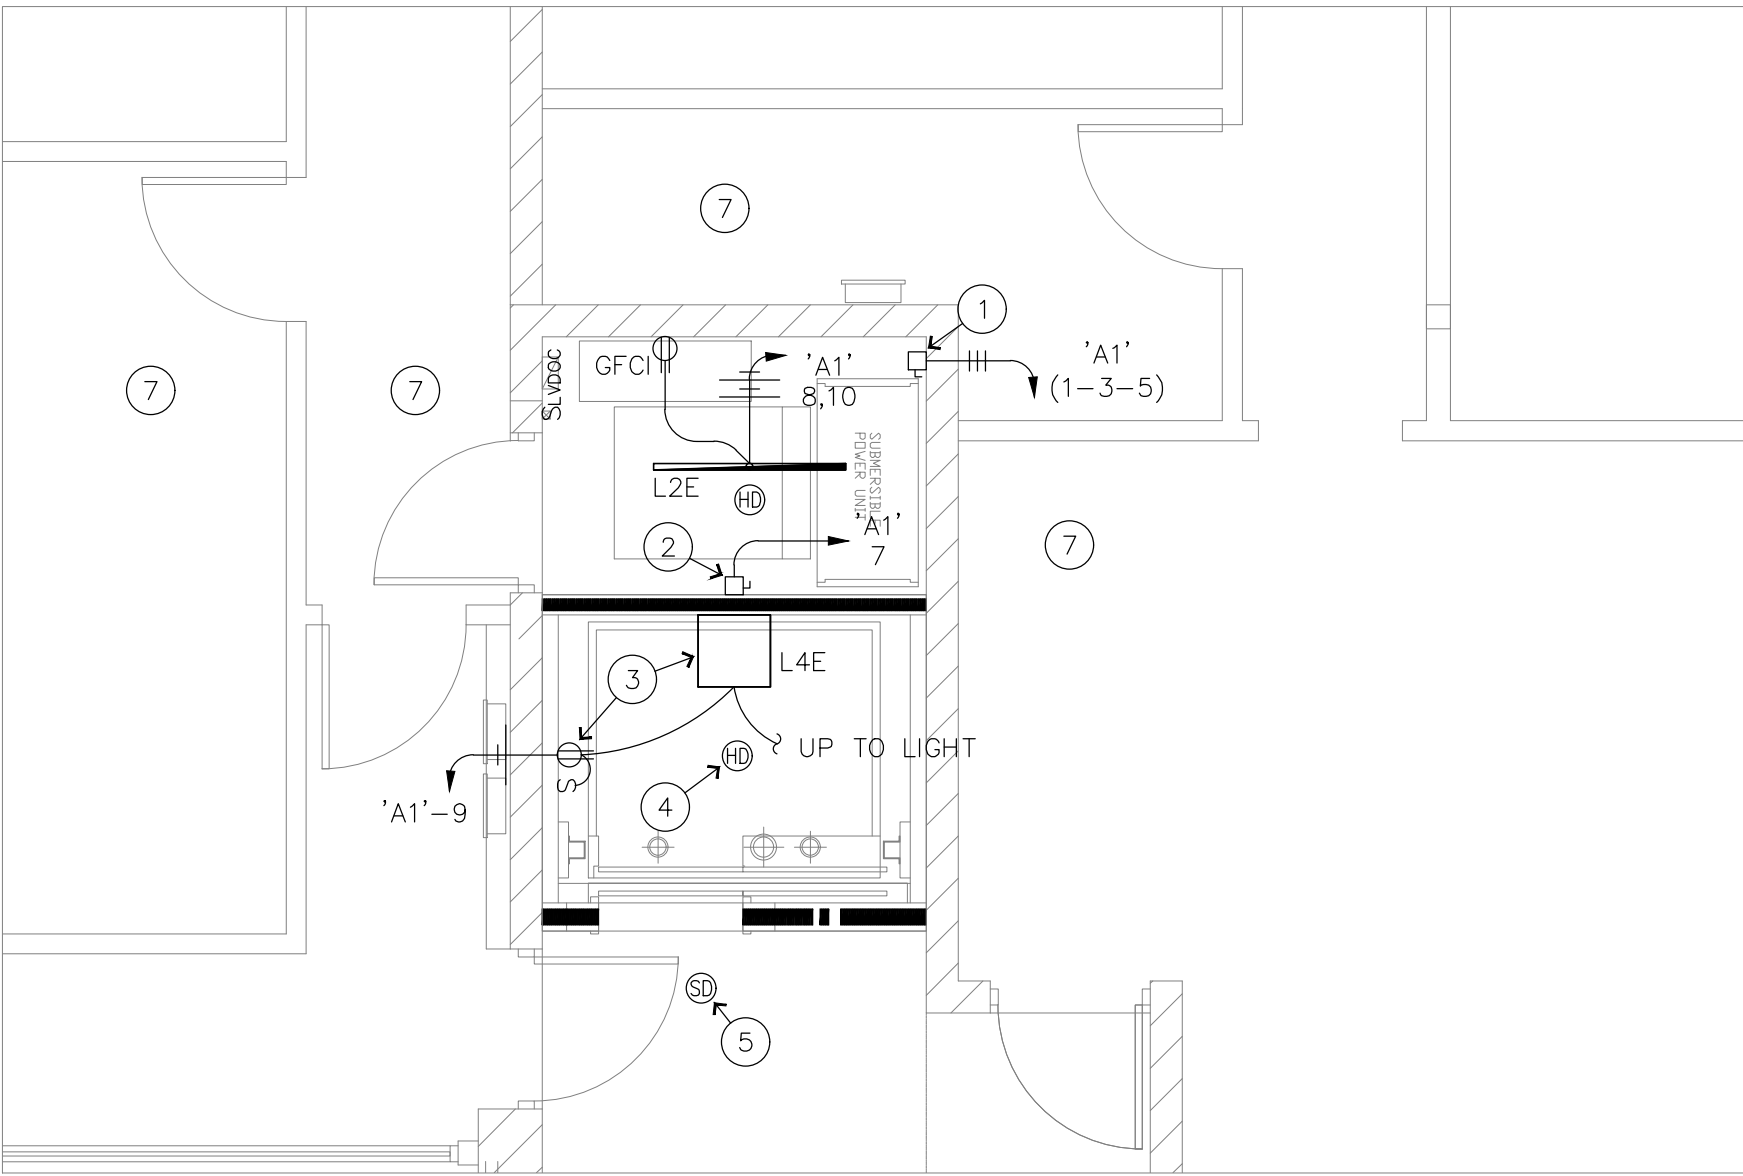 7
1
'A1'
(1-3-5)
GFCI
'A1'
8,10
SLVDOC
7
7
SUBMERSIBLE
POWER UNIT
L2E
HD
'A1'
7
2
7
L4E
3
UP TO LIGHT
HD
S
'A1'-9
4
SD
5